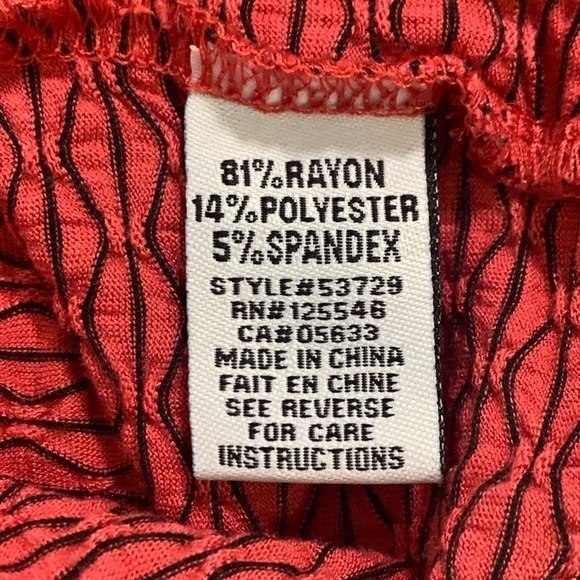 81%RAYON
14%POLYESTER
5%SPANDEX
STYLE#53729
RN#125546
CA#05633
MADE IN CHINA
FAIT EN CHINE
SEE REVERSE
FOR CARE
INSTRUCTIONS